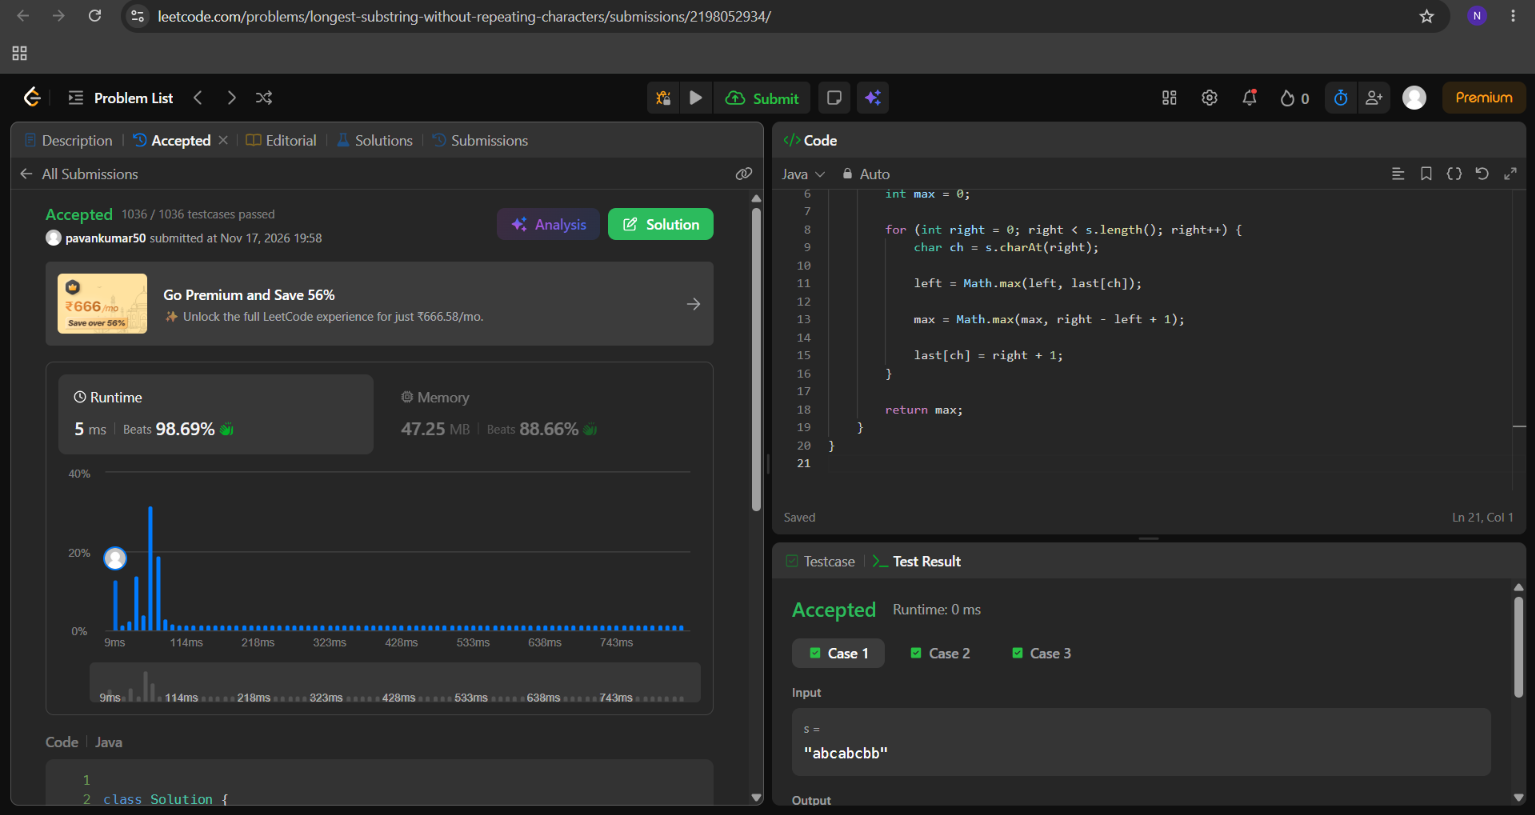 leetcode.com/problems/longest-substring-without-repeating-characters/submissions/2198052934/
N
Problem List
Submit
0
Premium
Description
Accepted
Editorial
Solutions
Submissions
All Submissions
Accepted 1036 / 1036 testcases passed
pavankumar50 submitted at Nov 17, 2026 19:58
Analysis
Solution
₹666/mo
Save over 56%
Go Premium and Save 56%
✨ Unlock the full LeetCode experience for just ₹666.58/mo.
Runtime
5 ms | Beats 98.69%
Memory
47.25 MB | Beats 88.66%
40%
20%
0%
9ms 114ms 218ms 323ms 428ms 533ms 638ms 743ms
9ms 114ms 218ms 323ms 428ms 533ms 638ms 743ms
Code | Java
1
2 class Solution {
</> Code
Java
Auto
6 int max = 0;
7
8 for (int right = 0; right < s.length(); right++) {
9 char ch = s.charAt(right);
10
11 left = Math.max(left, last[ch]);
12
13 max = Math.max(max, right - left + 1);
14
15 last[ch] = right + 1;
16 }
17
18 return max;
19 }
20 }
21
Saved
Ln 21, Col 1
Testcase
Test Result
Accepted Runtime: 0 ms
Case 1
Case 2
Case 3
Input
s =
"abcabcbb"
Output